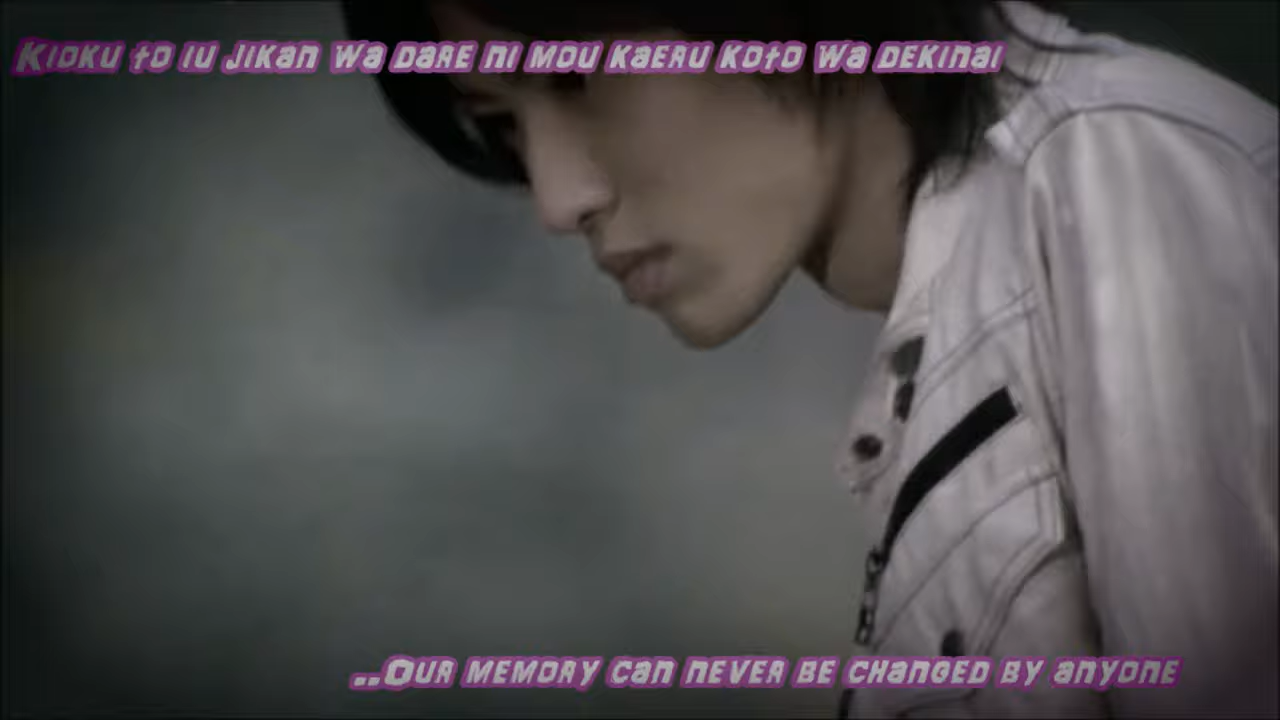 Kioku to iu jikan wa dare ni mou kaeru koto wa dekinai
...Our memory can never be changed by anyone